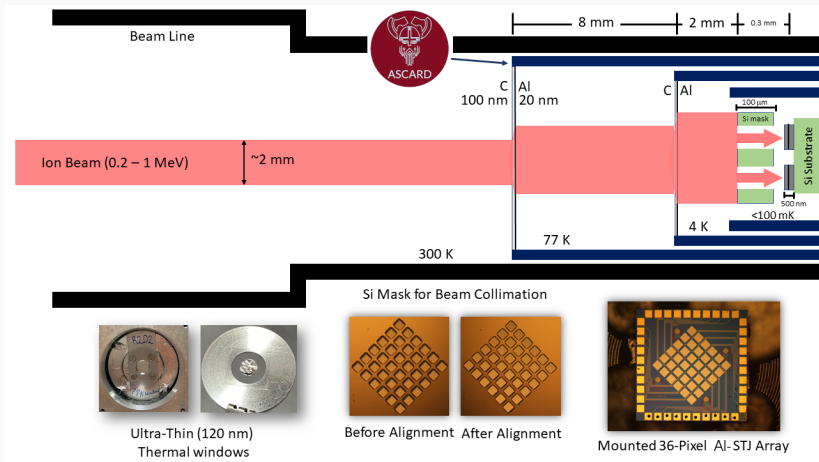 Beam Line
ASCARD
8 mm
2 mm
0.3 mm
C Al
100 nm 20 nm
C Al
100 μm
Si mask
Si Substrate
Ion Beam (0.2 – 1 MeV)
~2 mm
500 nm
<100 mK
4 K
77 K
300 K
Si Mask for Beam Collimation
R202
Ultra-Thin (120 nm)
Thermal windows
Before Alignment After Alignment
Mounted 36-Pixel Al-STJ Array